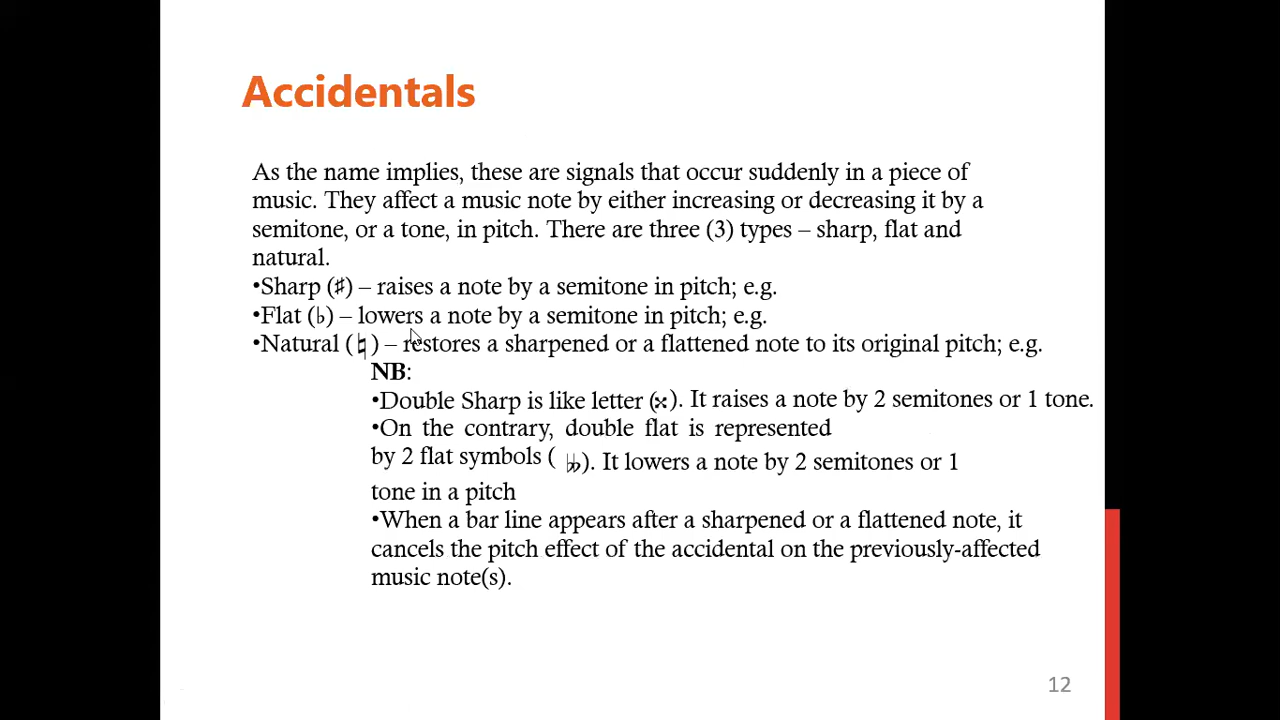 Accidentals
As the name implies, these are signals that occur suddenly in a piece of
music. They affect a music note by either increasing or decreasing it by a
semitone, or a tone, in pitch. There are three (3) types – sharp, flat and
natural.
•Sharp (♯) – raises a note by a semitone in pitch; e.g.
•Flat (♭) – lowers a note by a semitone in pitch; e.g.
•Natural (♮) – restores a sharpened or a flattened note to its original pitch; e.g.
NB:
•Double Sharp is like letter (𝄪). It raises a note by 2 semitones or 1 tone.
•On the contrary, double flat is represented
by 2 flat symbols (𝄫). It lowers a note by 2 semitones or 1
tone in a pitch
•When a bar line appears after a sharpened or a flattened note, it
cancels the pitch effect of the accidental on the previously-affected
music note(s).
12